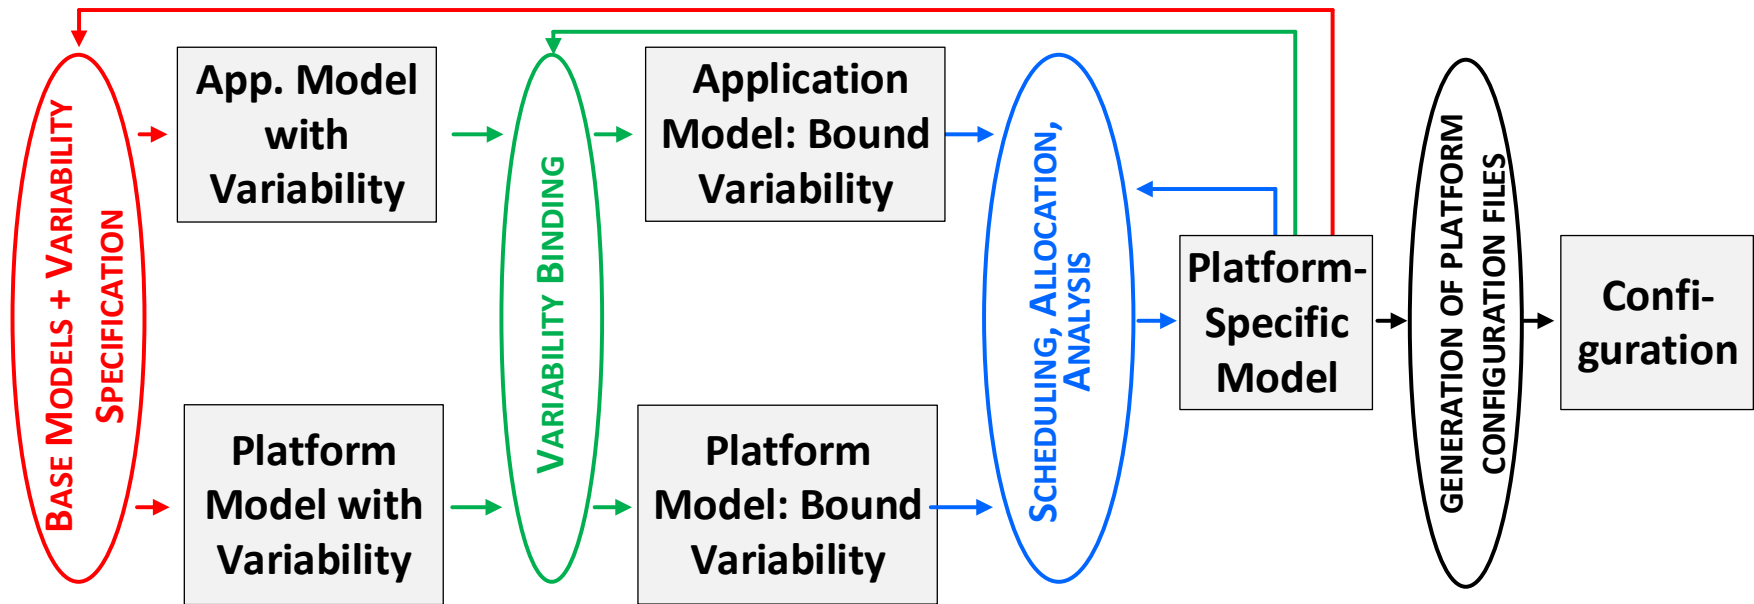 BASE MODELS + VARIABILITY
SPECIFICATION
App. Model
with
Variability
Platform
Model with
Variability
VARIABILITY BINDING
Application
Model: Bound
Variability
Platform
Model: Bound
Variability
SCHEDULING, ALLOCATION,
ANALYSIS
Platform-
Specific
Model
GENERATION OF PLATFORM
CONFIGURATION FILES
Confi-
guration